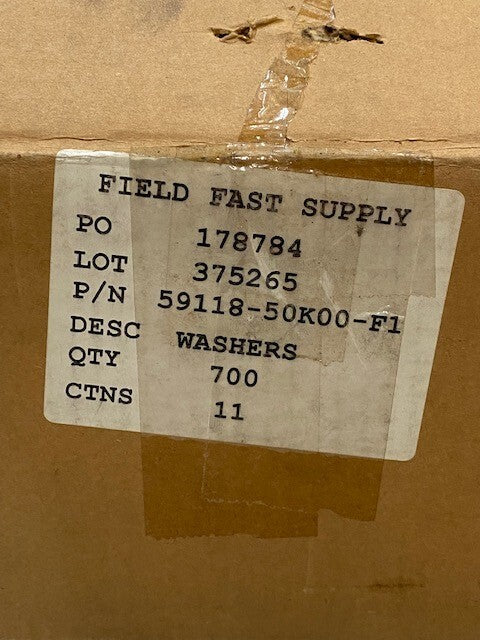 FIELD FAST SUPPLY
PO 178784
LOT 375265
P/N 59118-50K00-F1
DESC WASHERS
QTY 700
CTNS 11